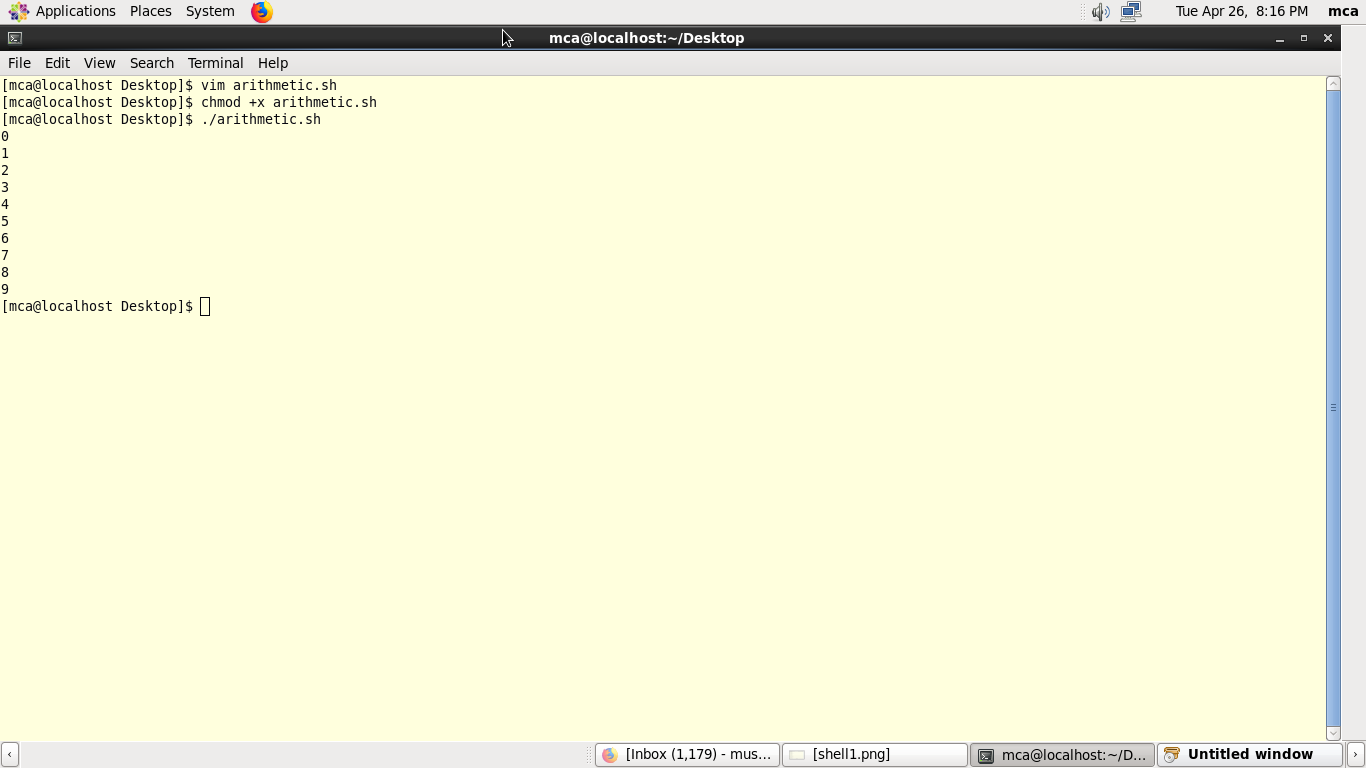 Applications Places System Tue Apr 26, 8:16 PM mca
mca@localhost:~/Desktop
File Edit View Search Terminal Help
[mca@localhost Desktop]$ vim arithmetic.sh
[mca@localhost Desktop]$ chmod +x arithmetic.sh
[mca@localhost Desktop]$ ./arithmetic.sh
0
1
2
3
4
5
6
7
8
9
[mca@localhost Desktop]$
[Inbox (1,179) - mus... [shell1.png] mca@localhost:~/D... Untitled window